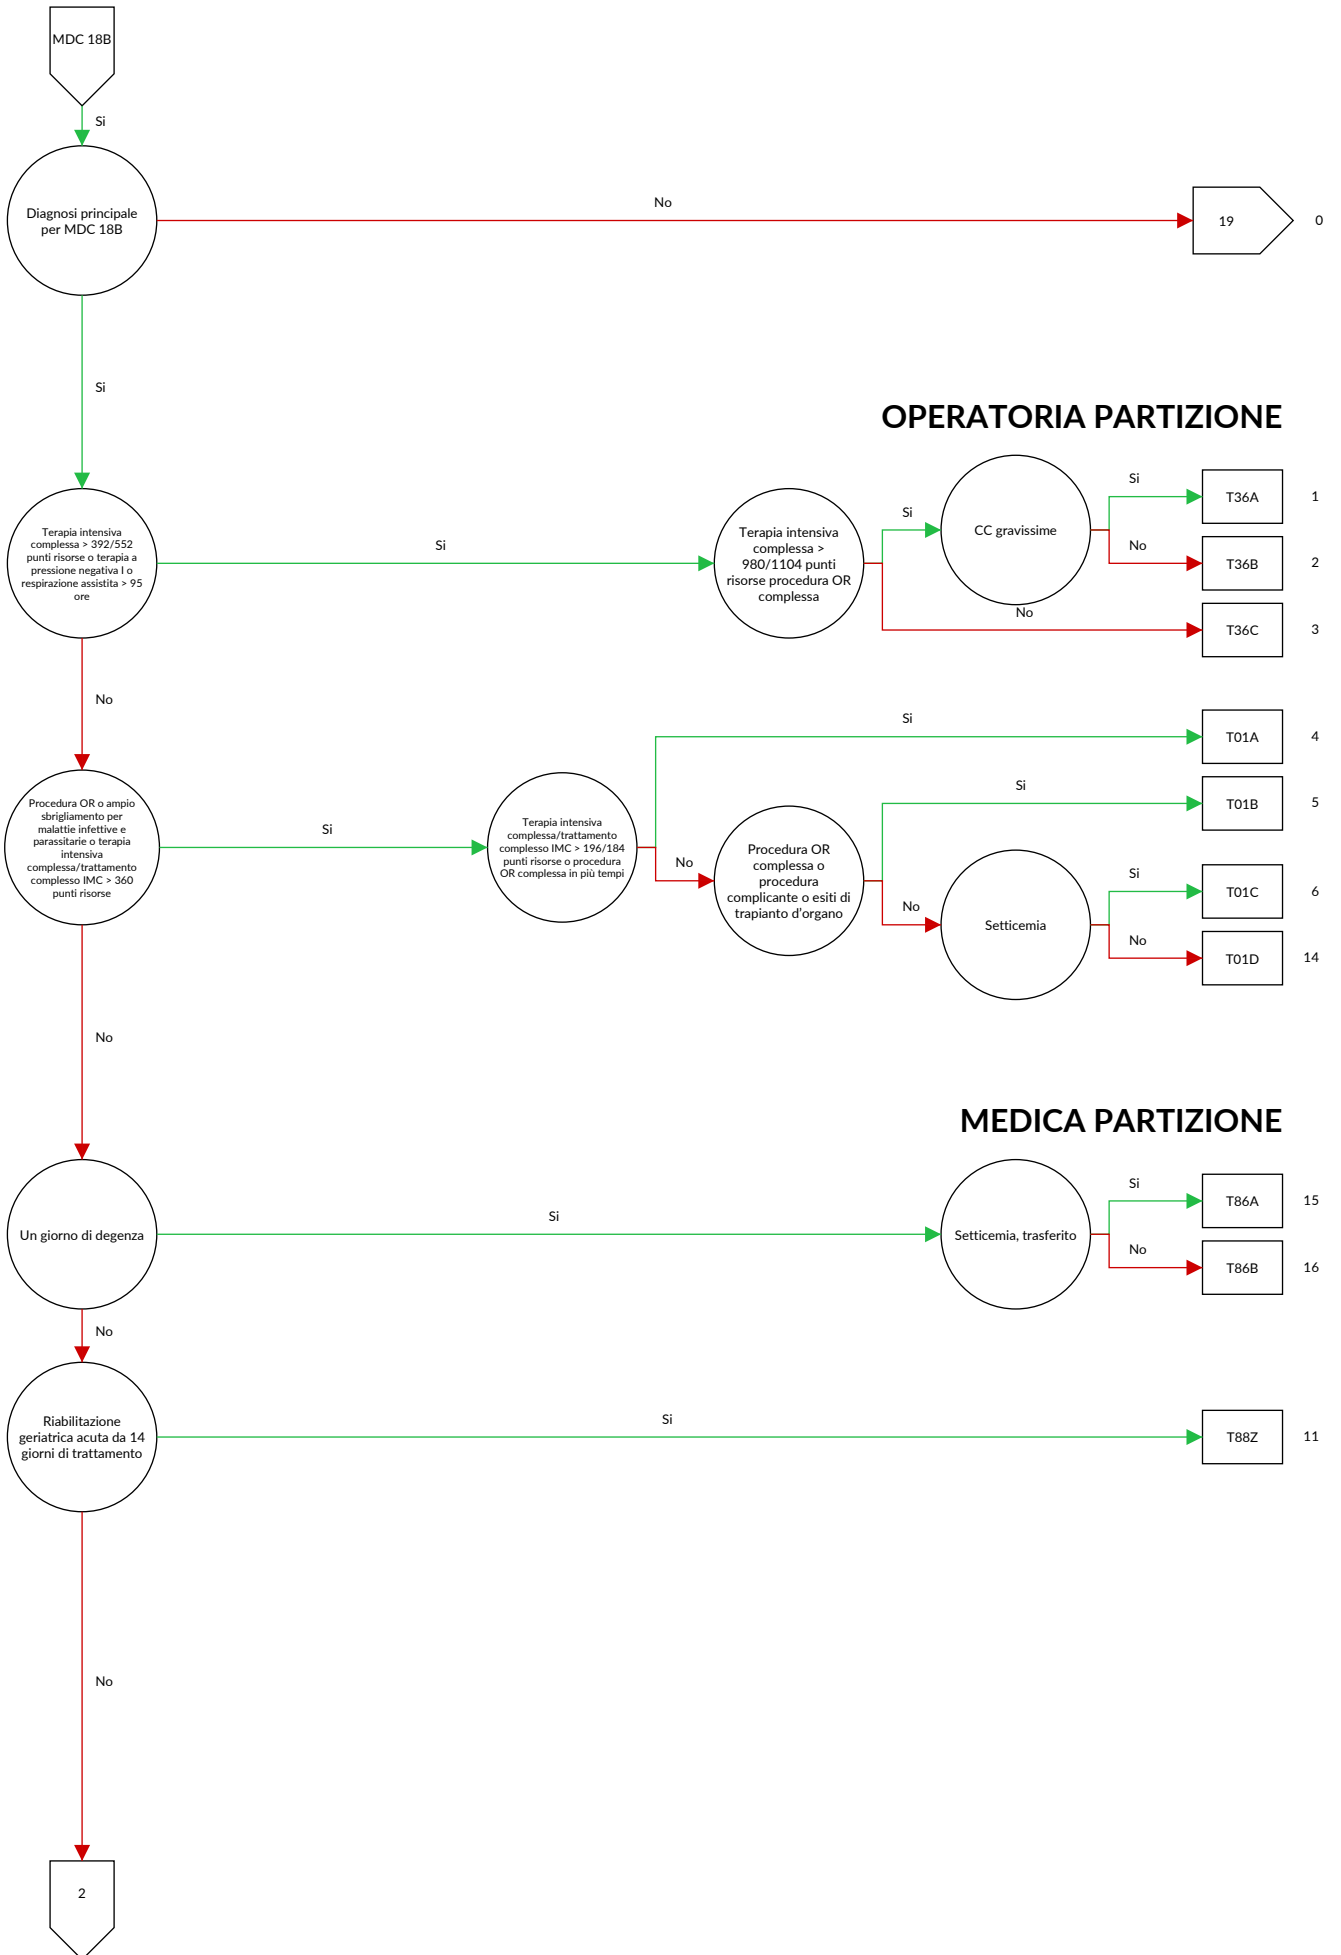 MDC 18B
Si
Diagnosi principale
per MDC 18B
No
19
0
Si
OPERATORIA PARTIZIONE
Terapia intensiva
complessa > 392/552
punti risorse o terapia a
pressione negativa I o
respirazione assistita > 95
ore
Si
Terapia intensiva
complessa >
980/1104 punti
risorse procedura OR
complessa
Si
CC gravissime
Si
T36A
1
No
T36B
2
No
T36C
3
No
Procedura OR o ampio
sbrigliamento per
malattie infettive e
parassitarie o terapia
intensiva
complessa/trattamento
complesso IMC > 360
punti risorse
Si
Terapia intensiva
complessa/trattamento
complesso IMC > 196/184
punti risorse o procedura
OR complessa in più tempi
Si
T01A
4
No
Procedura OR
complessa o
procedura
complicante o esiti di
trapianto d'organo
Si
T01B
5
No
Setticemia
Si
T01C
6
No
T01D
14
No
MEDICA PARTIZIONE
Un giorno di degenza
Si
Setticemia, trasferito
Si
T86A
15
No
T86B
16
No
Riabilitazione
geriatrica acuta da 14
giorni di trattamento
Si
T88Z
11
No
2